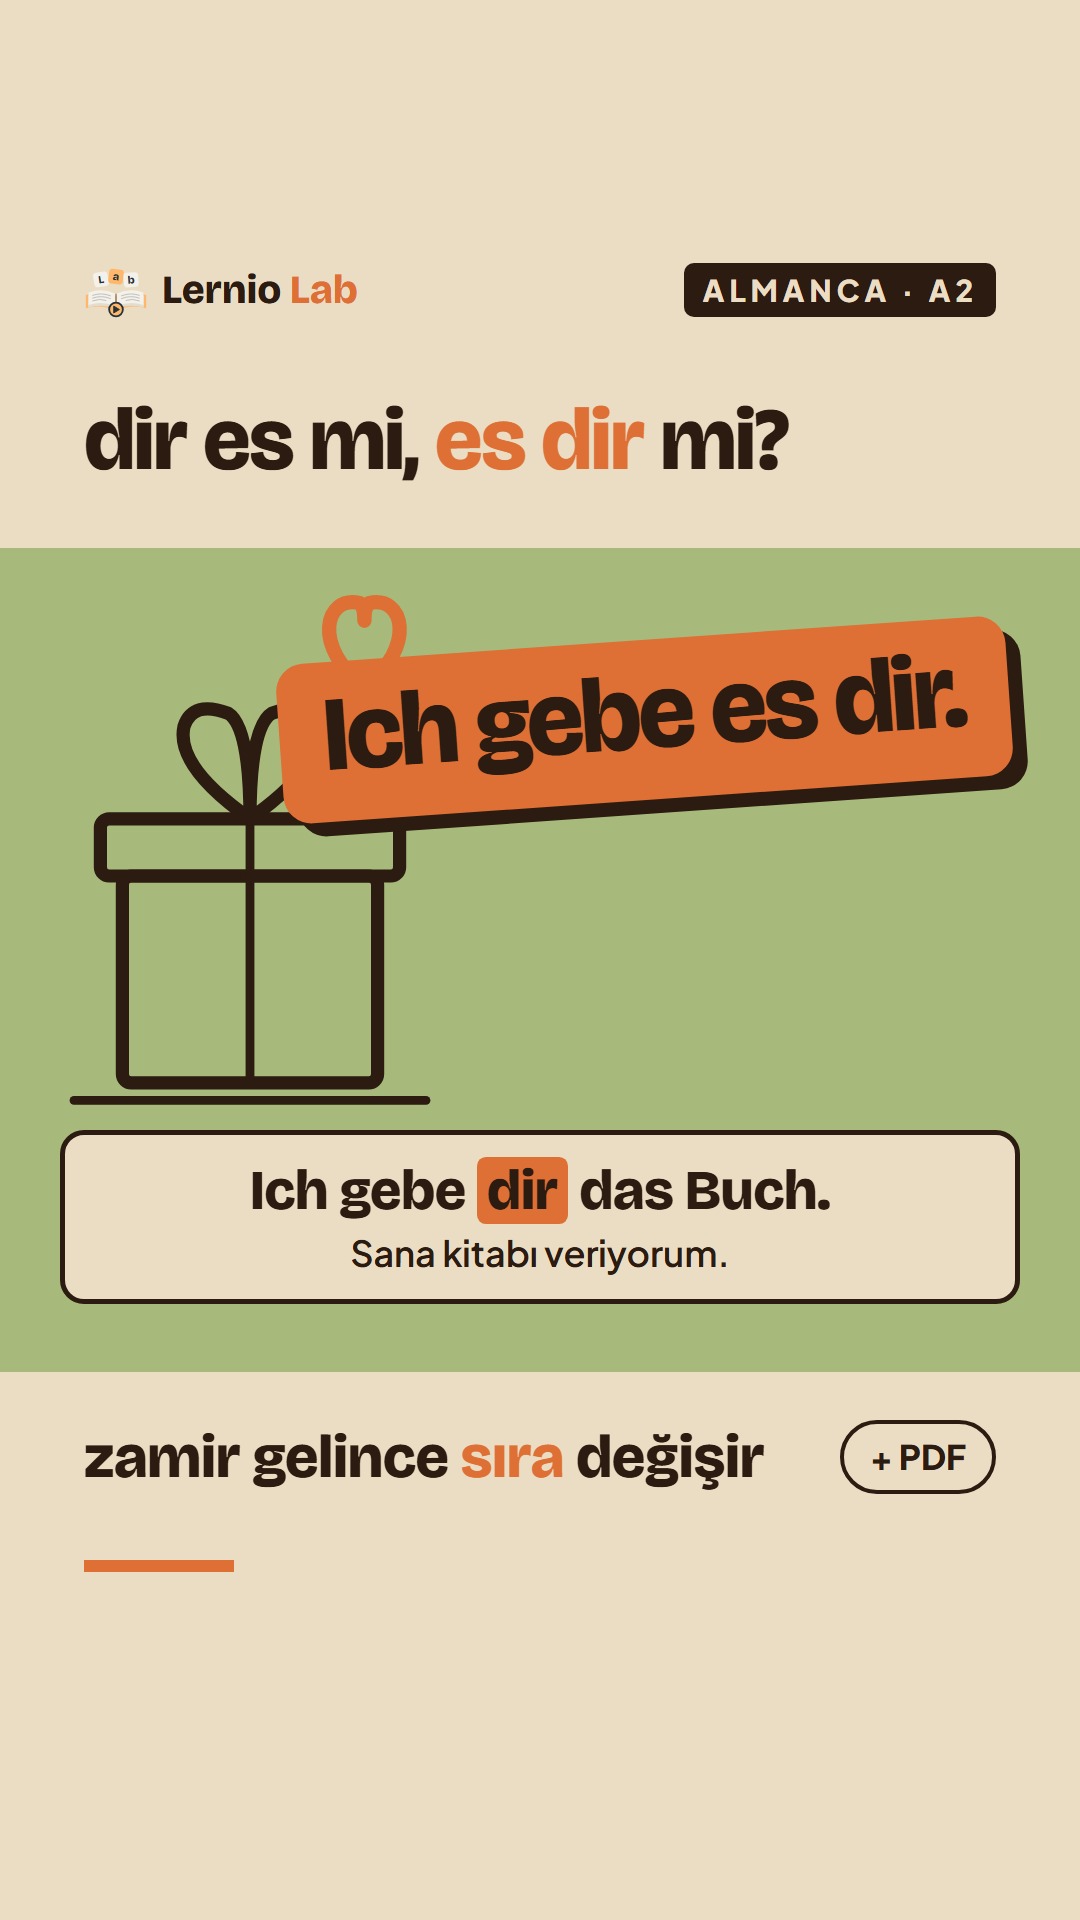 L a b
Lernio Lab
ALMANCA · A2
dir es mi, es dir mi?
Ich gebe es dir.
Ich gebe dir das Buch.
Sana kitabı veriyorum.
zamir gelince sıra değişir
+ PDF